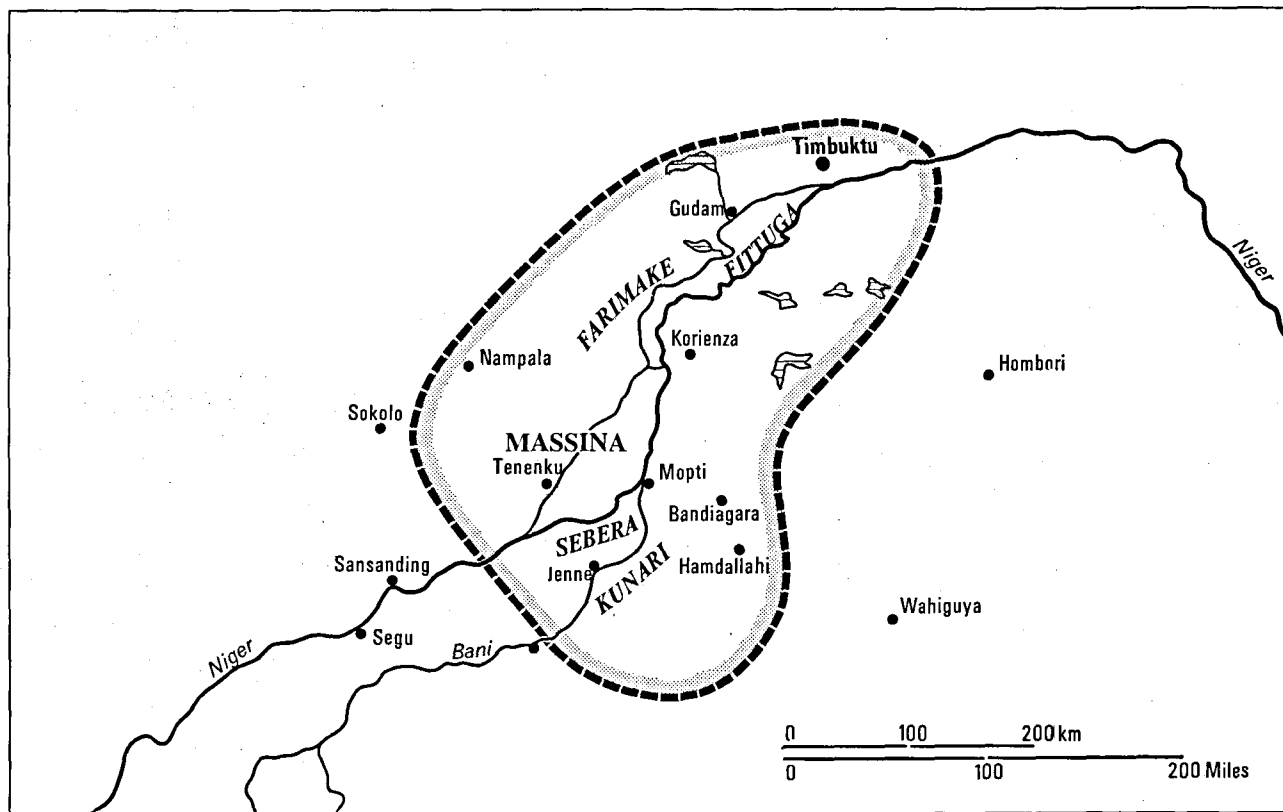 Timbuktu
Gudam
FITTUGA
FARIMAKE
Niger
Korienza
Nampala
Hombori
Sokolo
MASSINA
Tenenku
Mopti
Bandiagara
SEBERA
Hamdallahi
Jenne
KUNARI
Sansanding
Segu
Wahiguya
Niger
Bani
0 100 200 km
0 100 200 Miles